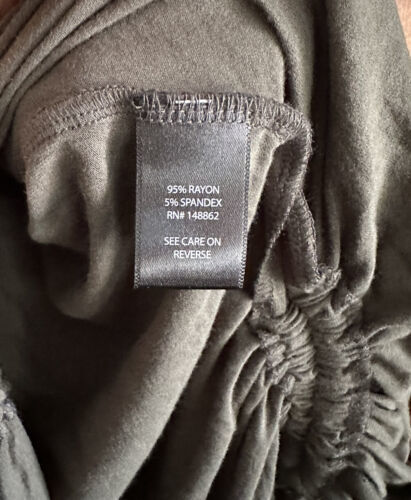 95% RAYON
5% SPANDEX
RN# 148862
SEE CARE ON
REVERSE